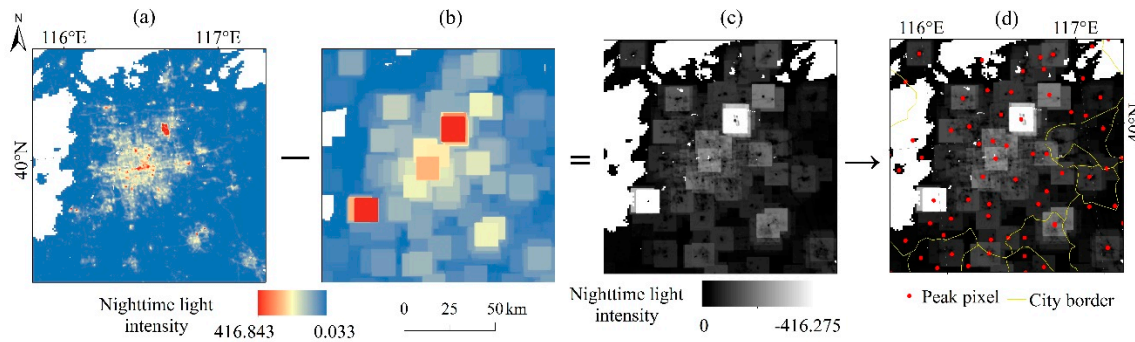 (a)
(b)
(c)
(d)
N
116°E 117°E
116°E 117°E
40°N
40°N
−
=
→
Nighttime light
intensity
416.843 0.033
0 25 50 km
Nighttime light
intensity
0 -416.275
Peak pixel City border